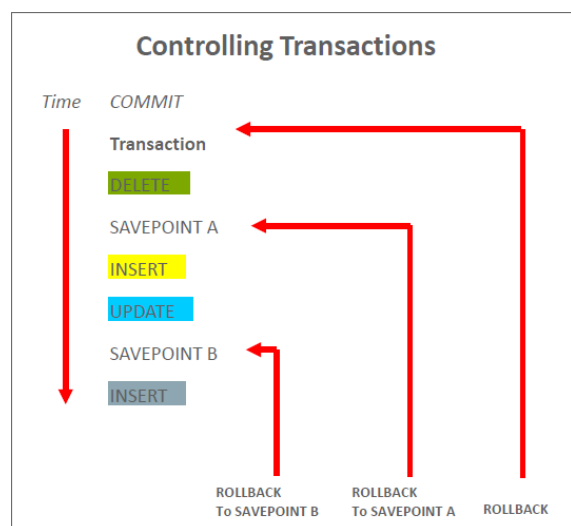 Controlling Transactions
Time COMMIT
Transaction
DELETE
SAVEPOINT A
INSERT
UPDATE
SAVEPOINT B
INSERT
ROLLBACK
To SAVEPOINT B
ROLLBACK
To SAVEPOINT A
ROLLBACK